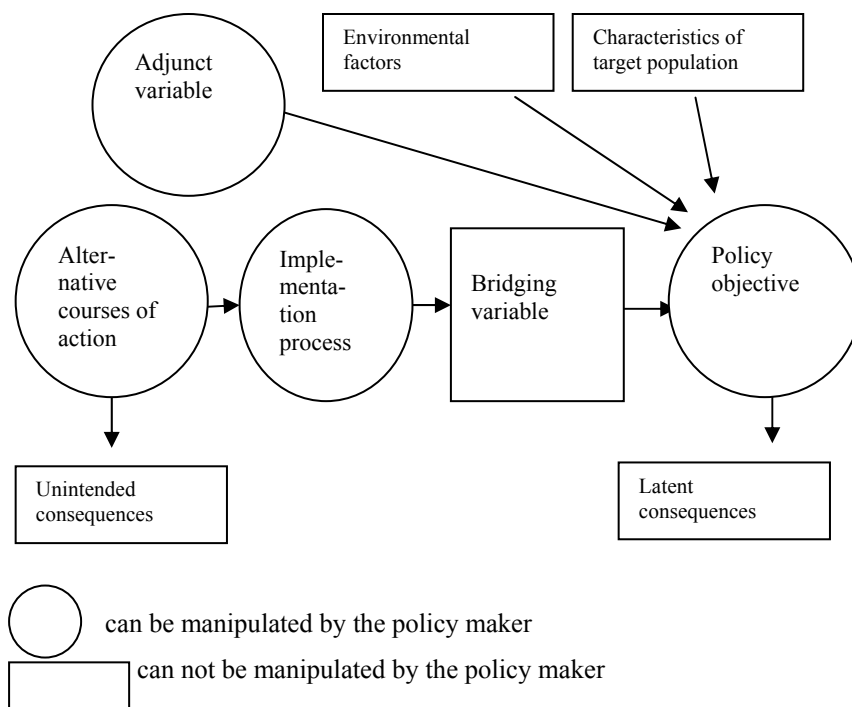 Adjunct
variable
Environmental
factors
Characteristics of
target population
Alter-
native
courses of
action
Imple-
menta-
tion
process
Bridging
variable
Policy
objective
Unintended
consequences
Latent
consequences
can be manipulated by the policy maker
can not be manipulated by the policy maker